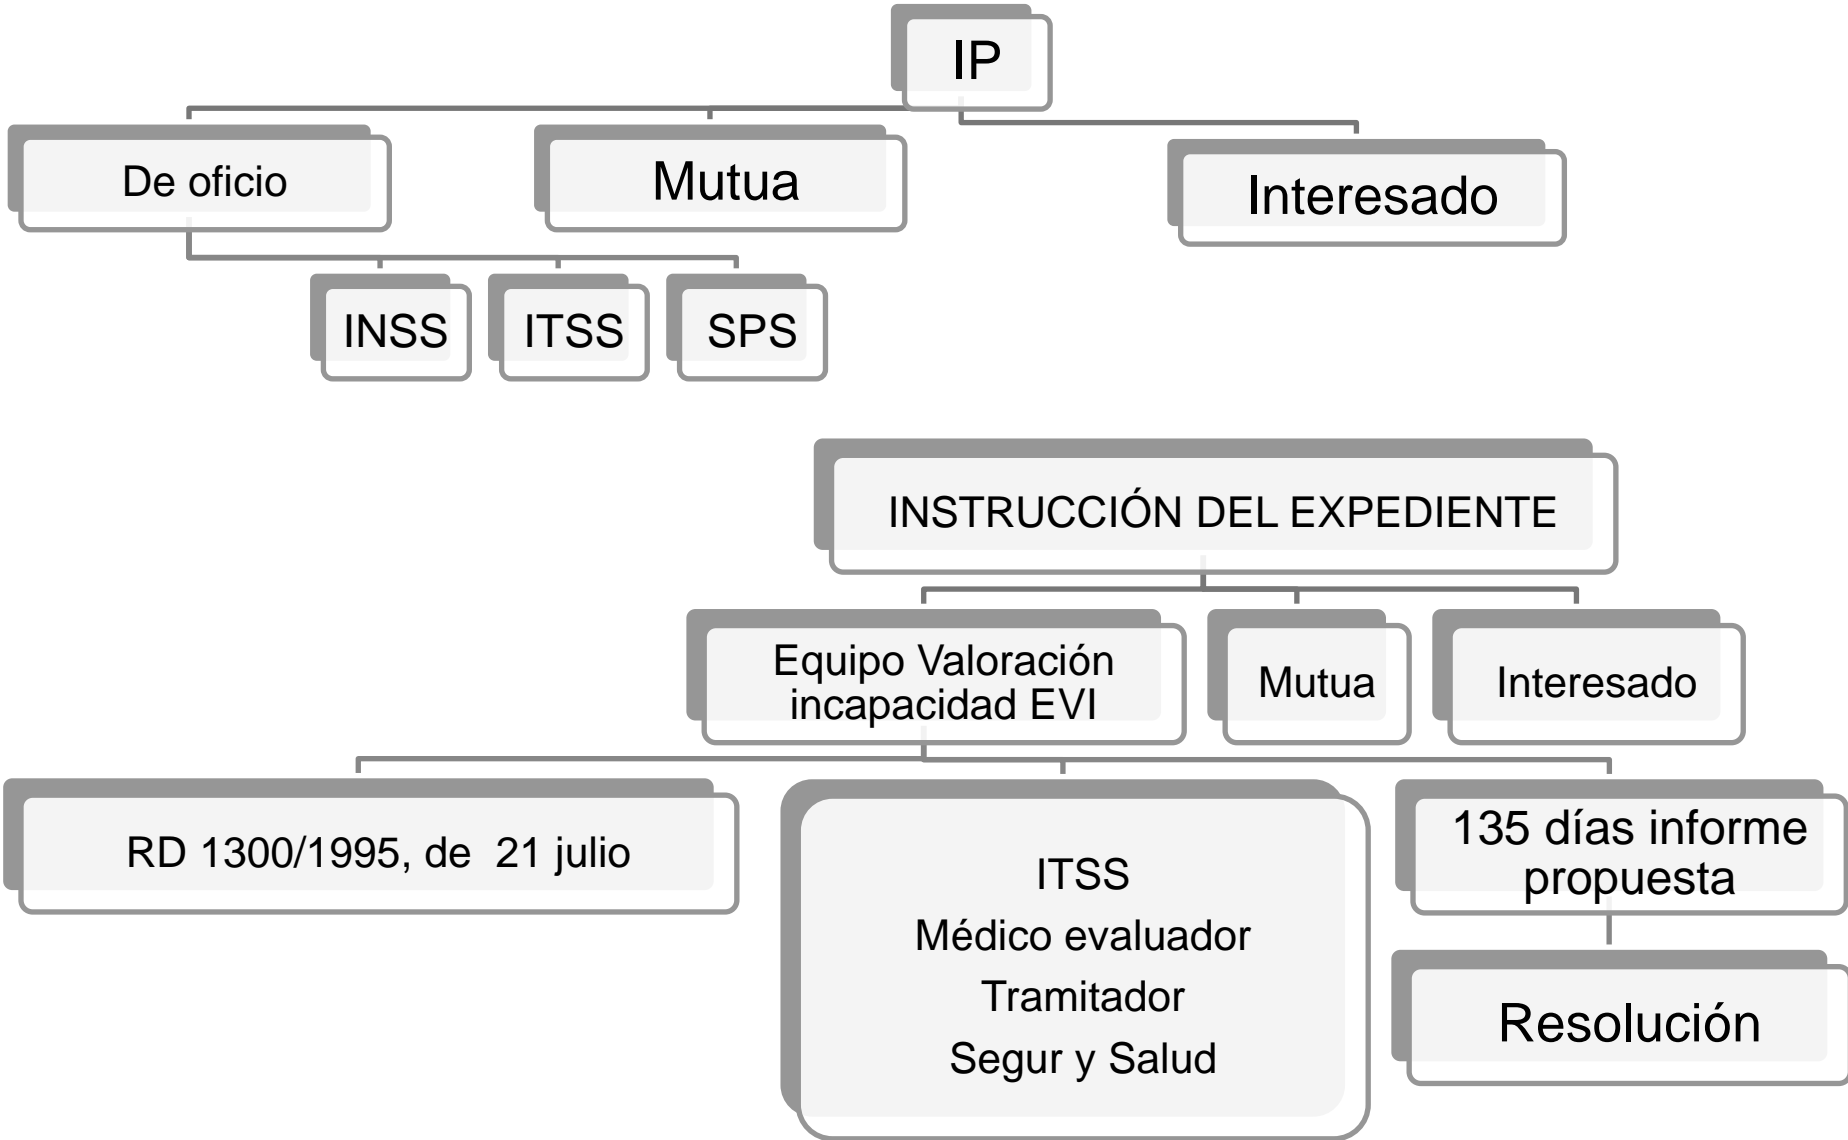 IP
De oficio
Mutua
Interesado
INSS
ITSS
SPS
INSTRUCCIÓN DEL EXPEDIENTE
Equipo Valoración
incapacidad EVI
Mutua
Interesado
RD 1300/1995, de 21 julio
ITSS
Médico evaluador
Tramitador
Segur y Salud
135 días informe
propuesta
Resolución